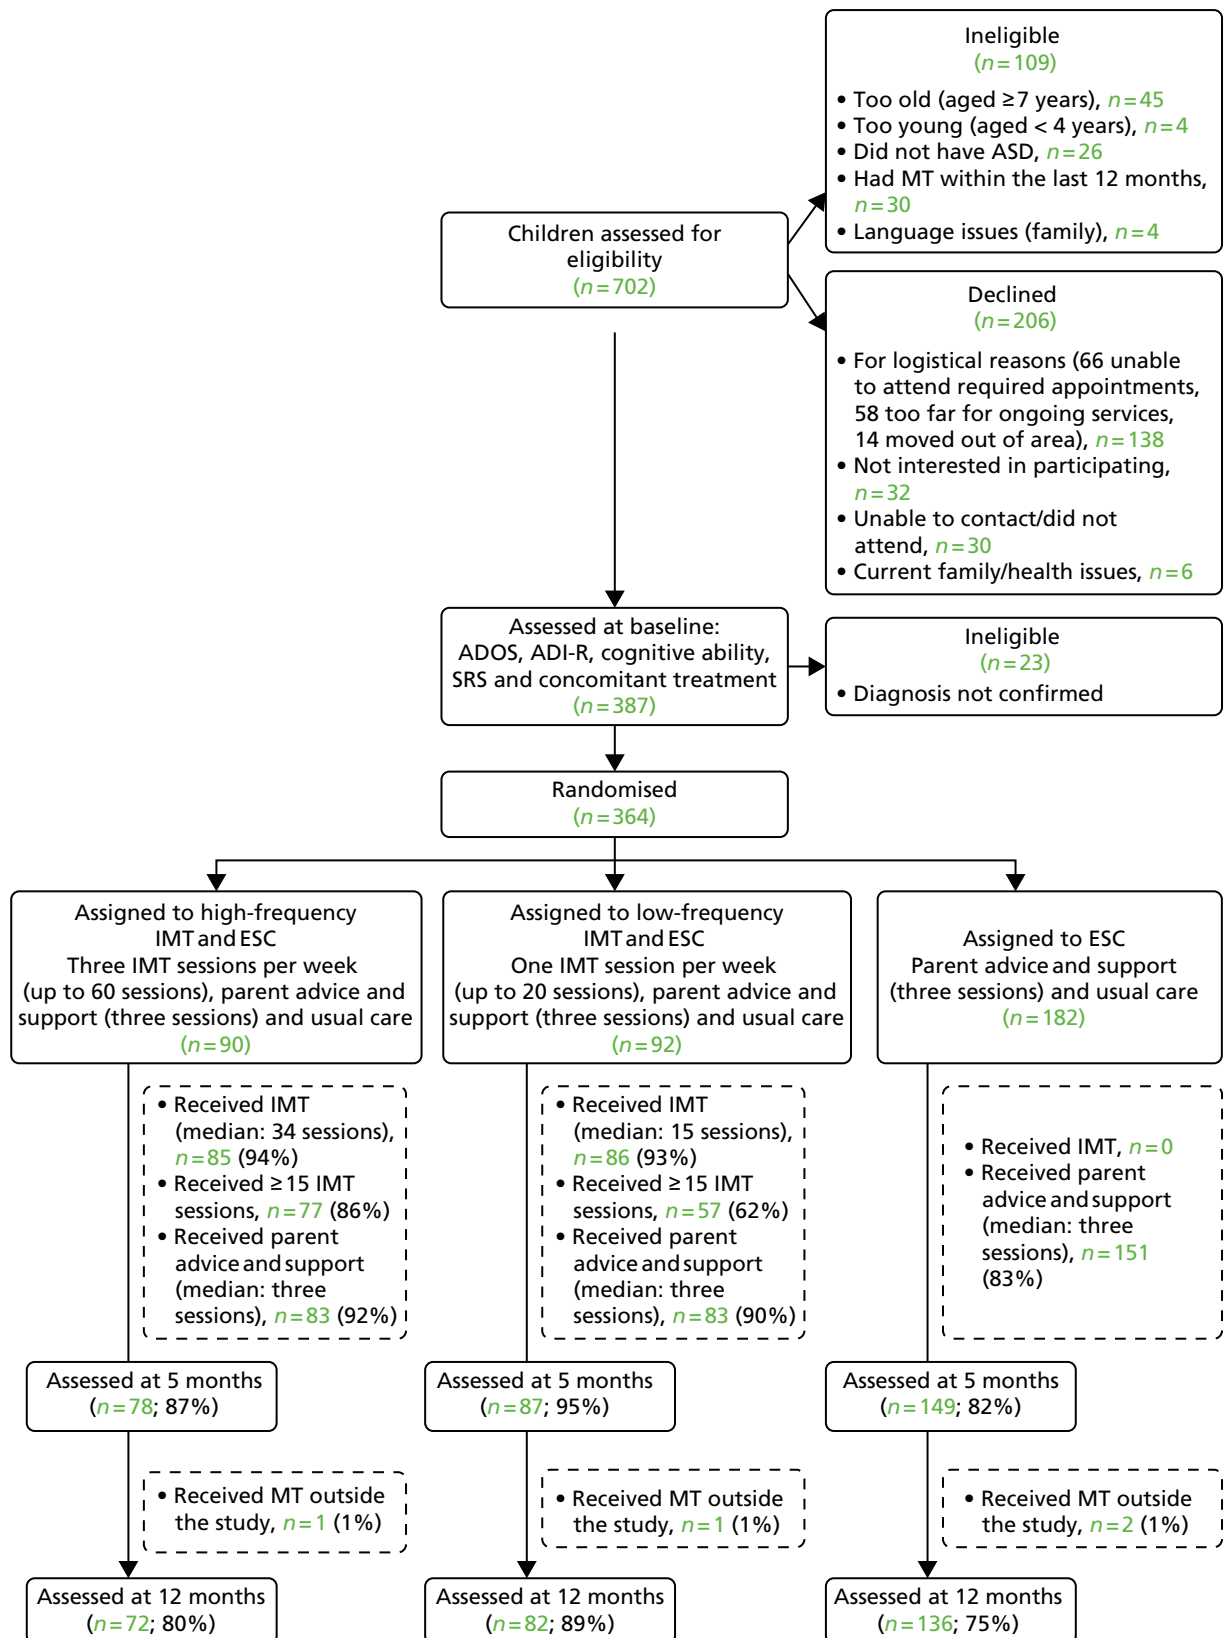 Ineligible
(n=109)
• Too old (aged ≥7 years), n=45
• Too young (aged < 4 years), n=4
• Did not have ASD, n=26
• Had MT within the last 12 months,
n=30
• Language issues (family), n=4
Children assessed for
eligibility
(n=702)
Declined
(n=206)
• For logistical reasons (66 unable
to attend required appointments,
58 too far for ongoing services,
14 moved out of area), n=138
• Not interested in participating,
n=32
• Unable to contact/did not
attend, n=30
• Current family/health issues, n=6
Assessed at baseline:
ADOS, ADI-R, cognitive ability,
SRS and concomitant treatment
(n=387)
Ineligible
(n=23)
• Diagnosis not confirmed
Randomised
(n=364)
Assigned to high-frequency
IMT and ESC
Three IMT sessions per week
(up to 60 sessions), parent advice and
support (three sessions) and usual care
(n=90)
Assigned to low-frequency
IMT and ESC
One IMT session per week
(up to 20 sessions), parent advice and
support (three sessions) and usual care
(n=92)
Assigned to ESC
Parent advice and support
(three sessions) and usual care
(n=182)
• Received IMT
(median: 34 sessions),
n=85 (94%)
• Received ≥15 IMT
sessions, n=77 (86%)
• Received parent
advice and support
(median: three
sessions), n=83 (92%)
• Received IMT
(median: 15 sessions),
n=86 (93%)
• Received ≥15 IMT
sessions, n=57 (62%)
• Received parent
advice and support
(median: three
sessions), n=83 (90%)
• Received IMT, n=0
• Received parent
advice and support
(median: three
sessions), n=151
(83%)
Assessed at 5 months
(n=78; 87%)
Assessed at 5 months
(n=87; 95%)
Assessed at 5 months
(n=149; 82%)
• Received MT outside
the study, n=1 (1%)
• Received MT outside
the study, n=1 (1%)
• Received MT outside
the study, n=2 (1%)
Assessed at 12 months
(n=72; 80%)
Assessed at 12 months
(n=82; 89%)
Assessed at 12 months
(n=136; 75%)